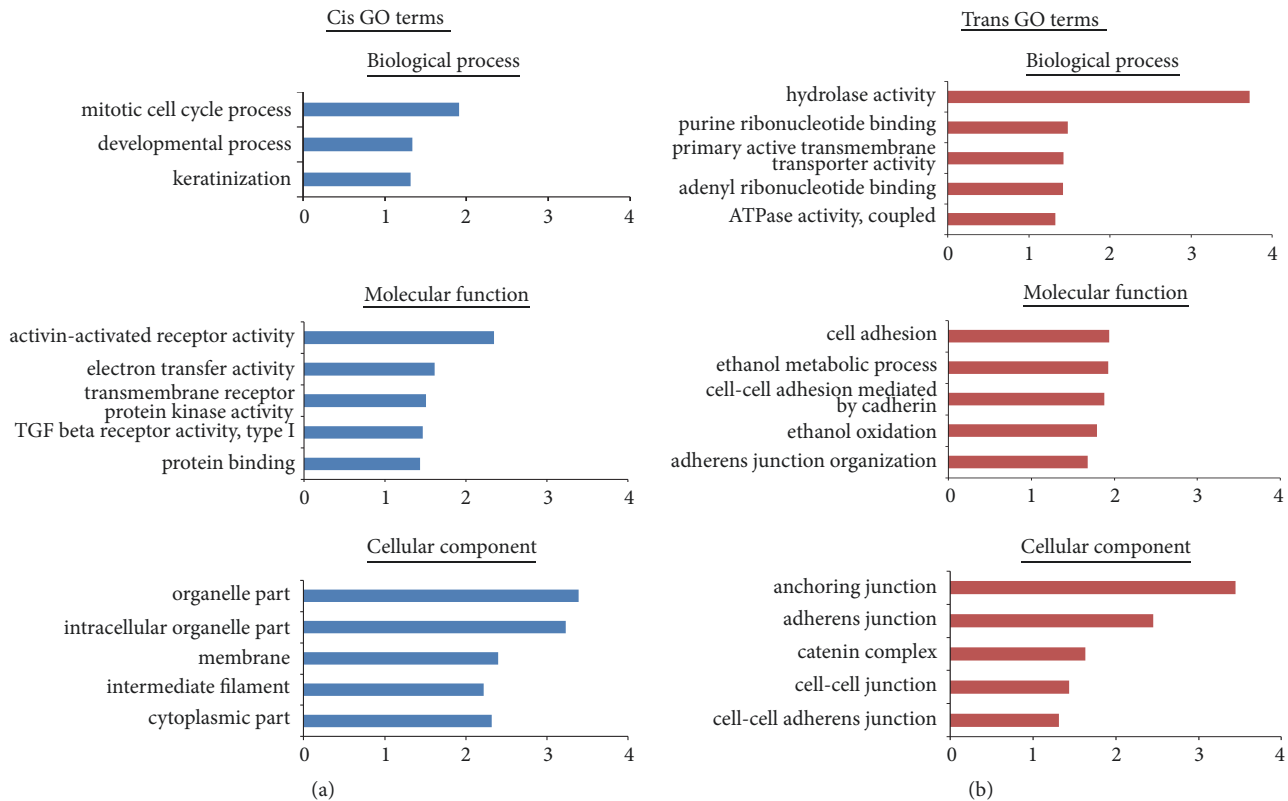 Cis GO terms
Biological process
mitotic cell cycle process
developmental process
keratinization
0 1 2 3 4
Molecular function
activin-activated receptor activity
electron transfer activity
transmembrane receptor
protein kinase activity
TGF beta receptor activity, type I
protein binding
0 1 2 3 4
Cellular component
organelle part
intracellular organelle part
membrane
intermediate filament
cytoplasmic part
0 1 2 3 4
(a)
Trans GO terms
Biological process
hydrolase activity
purine ribonucleotide binding
primary active transmembrane
transporter activity
adenyl ribonucleotide binding
ATPase activity, coupled
0 1 2 3 4
Molecular function
cell adhesion
ethanol metabolic process
cell-cell adhesion mediated
by cadherin
ethanol oxidation
adherens junction organization
0 1 2 3 4
Cellular component
anchoring junction
adherens junction
catenin complex
cell-cell junction
cell-cell adherens junction
0 1 2 3 4
(b)